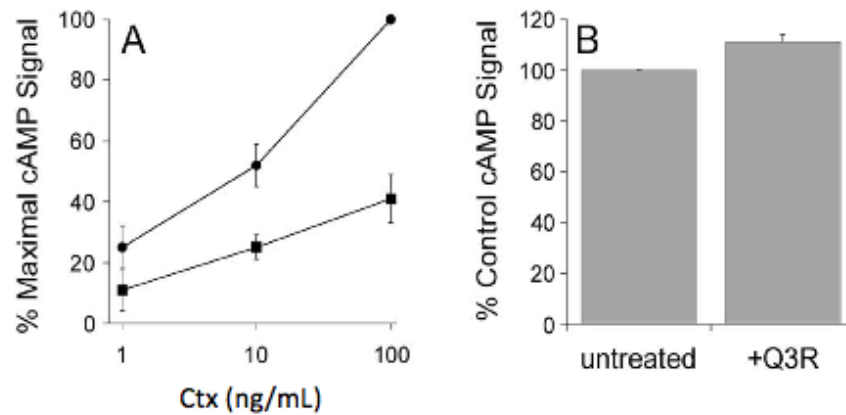 A
% Maximal cAMP Signal
100
80
60
40
20
0
1 10 100
Ctx (ng/mL)
B
% Control cAMP Signal
120
100
80
60
40
20
0
untreated +Q3R